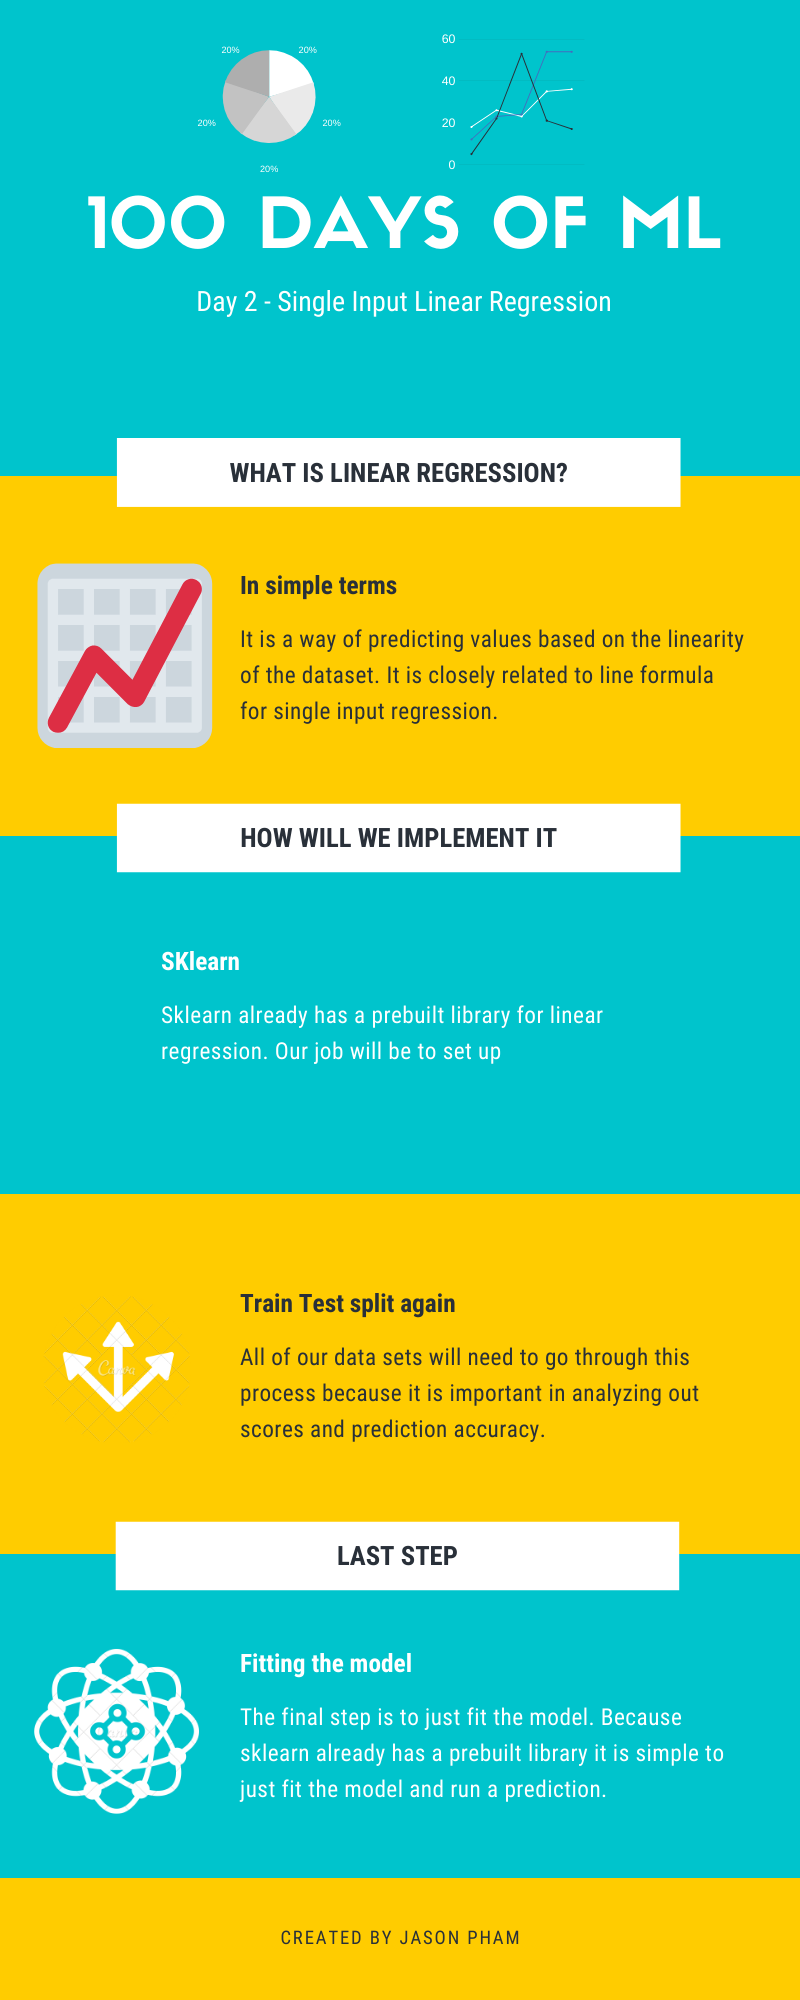 20%
20%
20%
20%
20%
60
40
20
0
100 DAYS OF ML
Day 2 - Single Input Linear Regression
WHAT IS LINEAR REGRESSION?
In simple terms
It is a way of predicting values based on the linearity
of the dataset. It is closely related to line formula
for single input regression.
HOW WILL WE IMPLEMENT IT
SKlearn
Sklearn already has a prebuilt library for linear
regression. Our job will be to set up
Train Test split again
All of our data sets will need to go through this
process because it is important in analyzing out
scores and prediction accuracy.
Canva
LAST STEP
Fitting the model
The final step is to just fit the model. Because
sklearn already has a prebuilt library it is simple to
just fit the model and run a prediction.
CREATED BY JASON PHAM